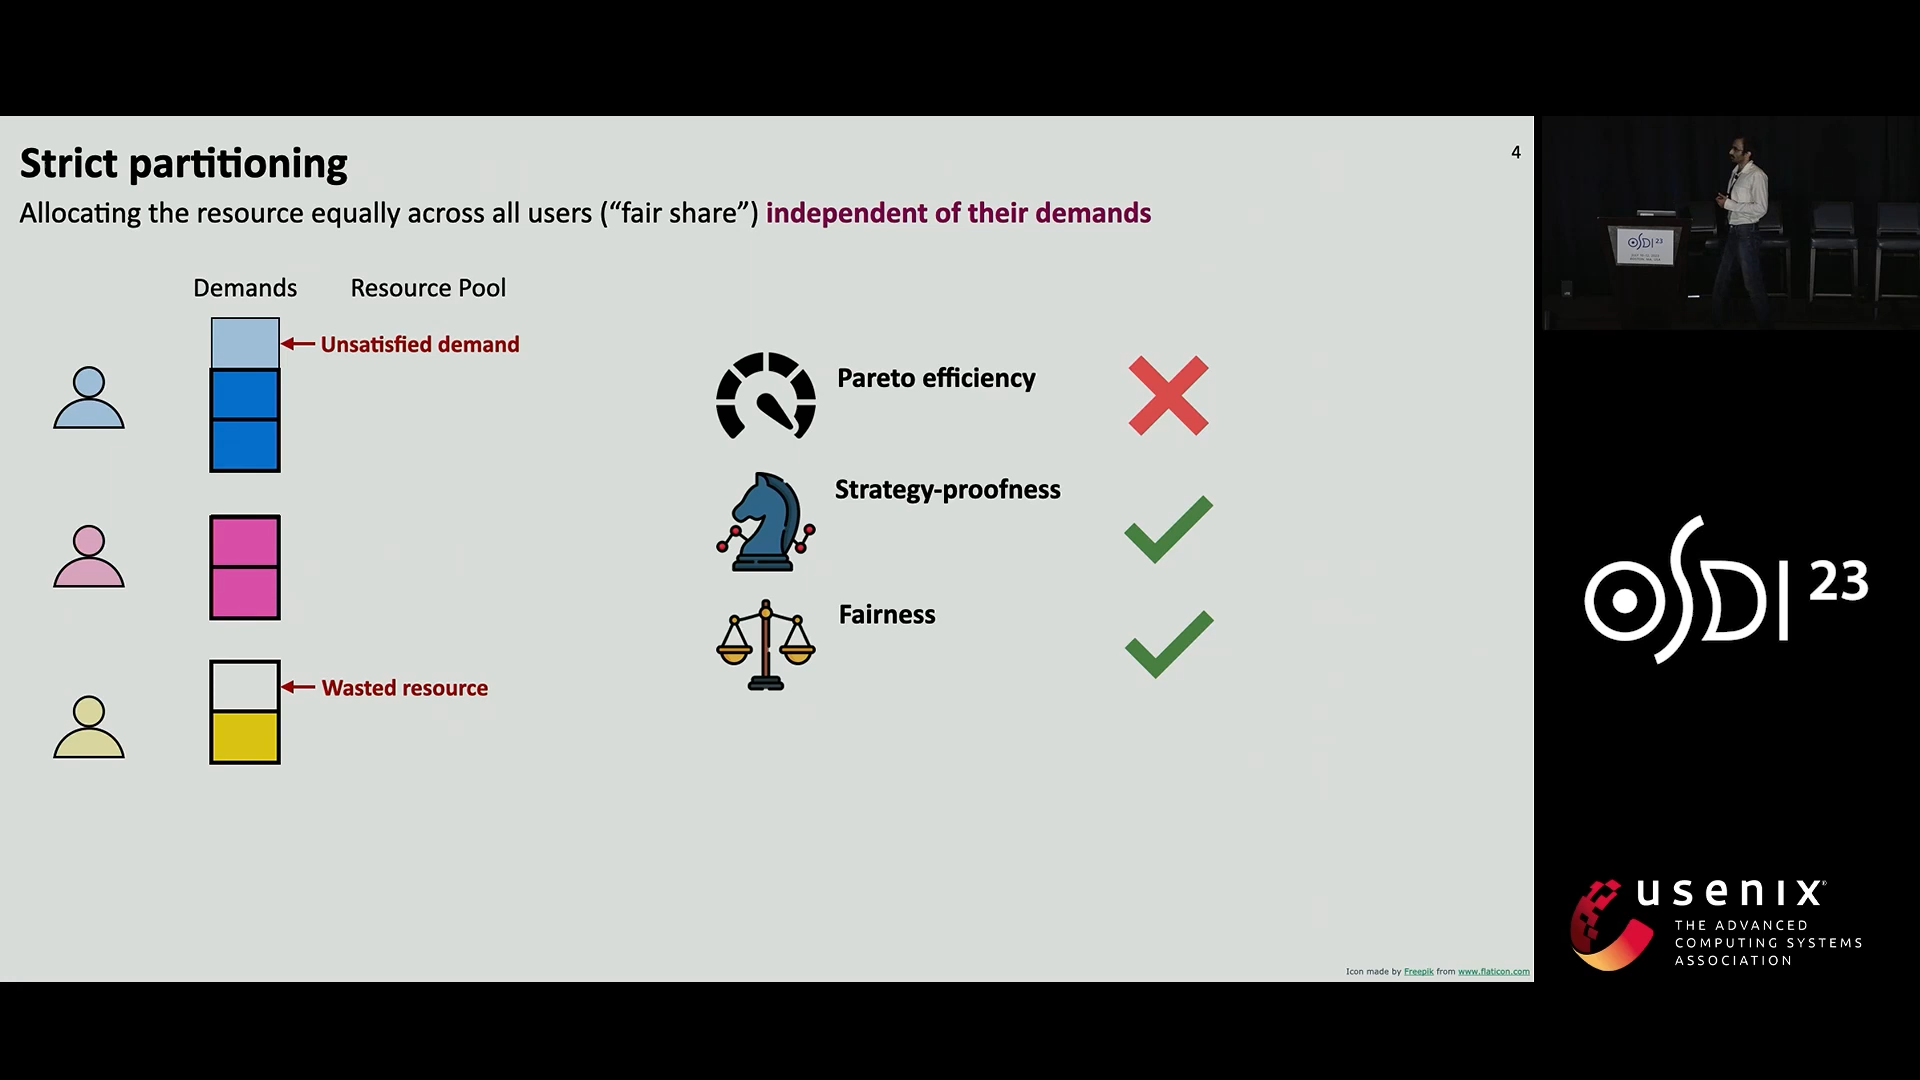 Strict partitioning
4
Allocating the resource equally across all users (“fair share”) independent of their demands
Demands
Resource Pool
Unsatisfied demand
Pareto efficiency
Strategy-proofness
Fairness
Wasted resource
Icon made by Freepik from www.flaticon.com
OSDI 23
OSDI 23
usenix
THE ADVANCED
COMPUTING SYSTEMS
ASSOCIATION